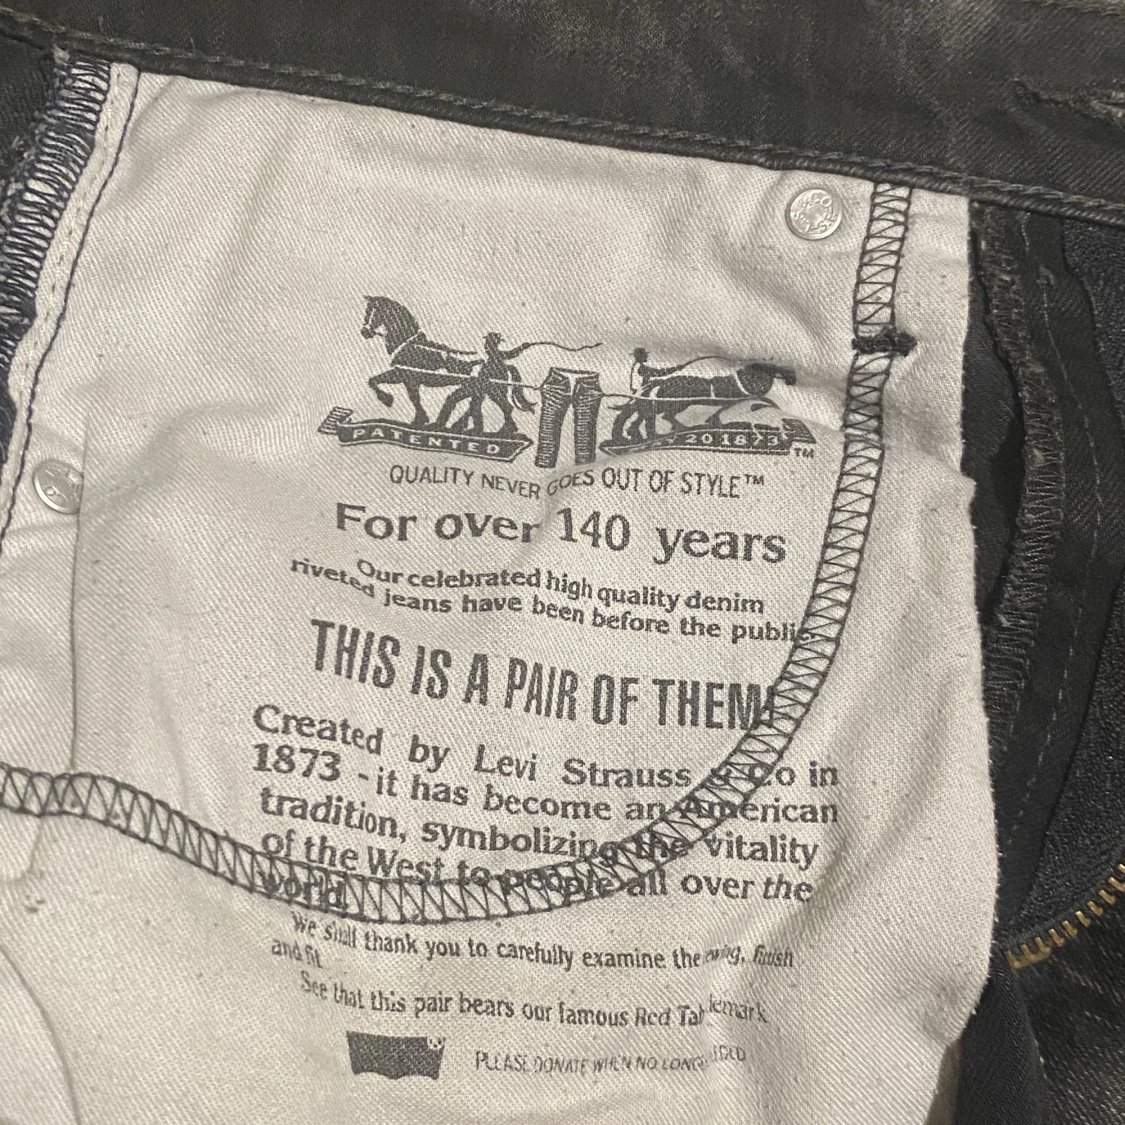 PATENTED
Y 20 1873
TM
QUALITY NEVER GOES OUT OF STYLE™
For over 140 years
Our celebrated high quality denim
riveted jeans have been before the public
THIS IS A PAIR OF THEM!
Created by Levi Strauss & Co in
1873 - it has become an American
tradition, symbolizing the vitality
of the West to people all over the
world
We shall thank you to carefully examine the wing, finish
and fit
See that this pair bears our famous Red Tab emark
PLEASE DONATE WHEN NO LONG